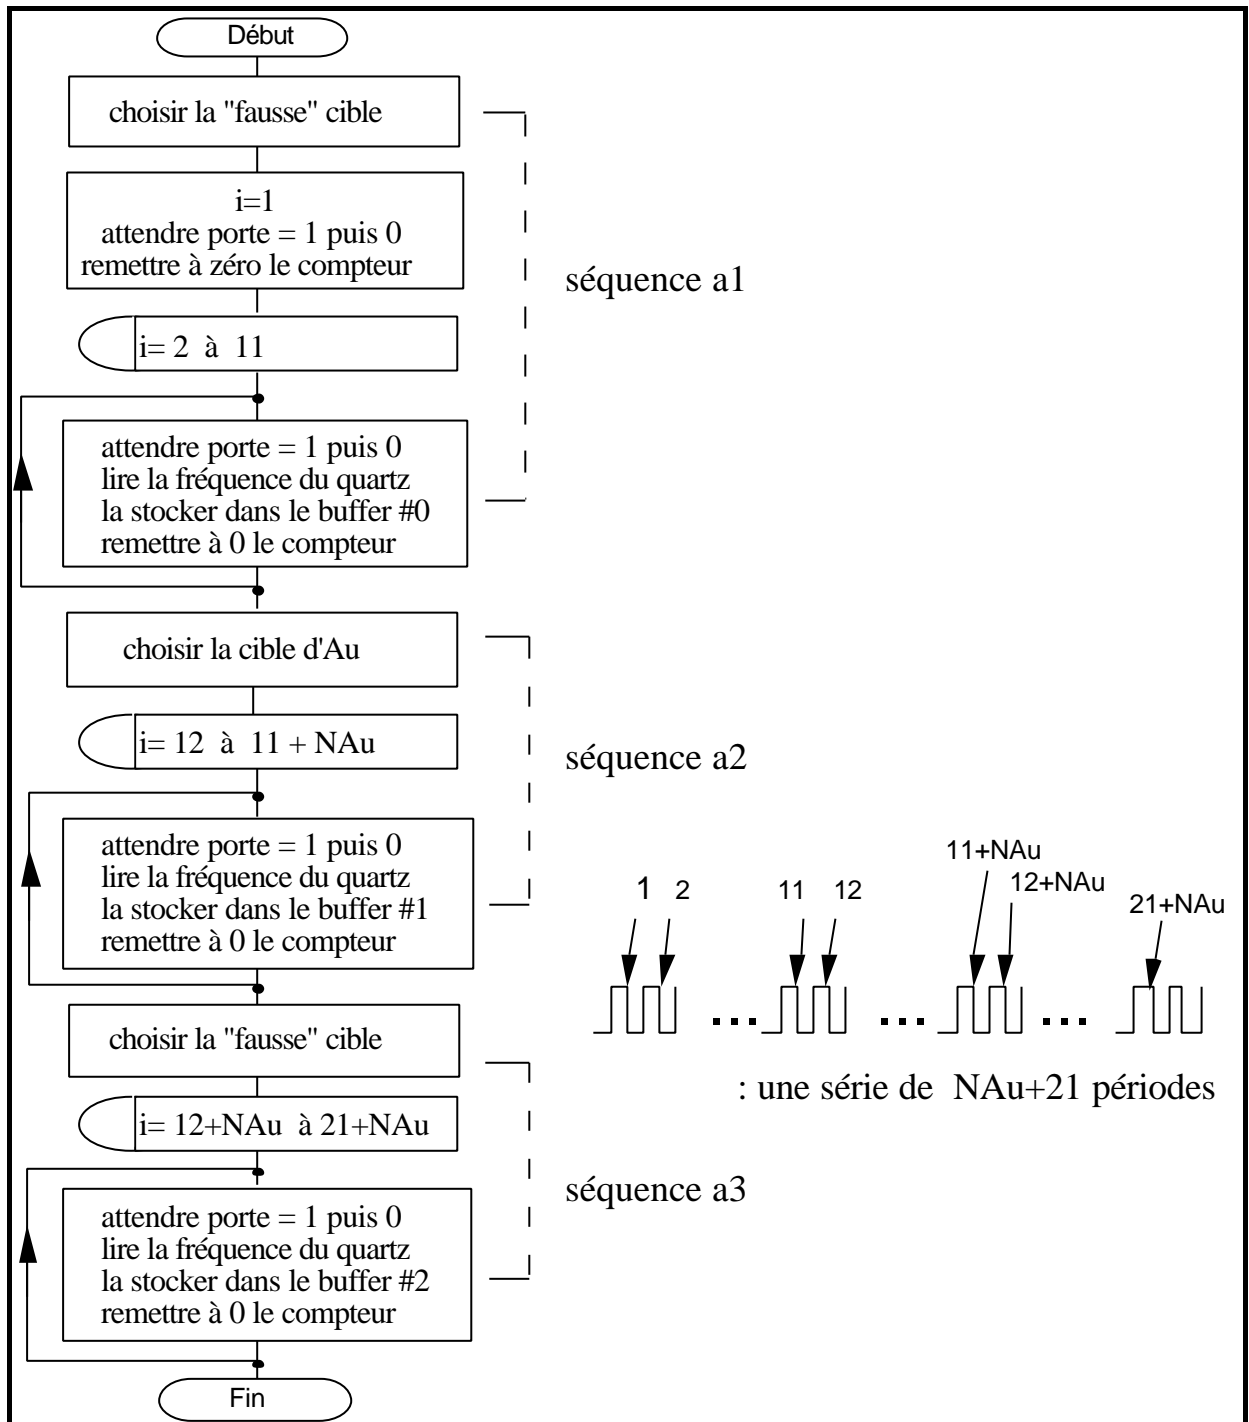 Début
choisir la "fausse" cible
i=1
attendre porte = 1 puis 0
remettre à zéro le compteur
séquence a1
i= 2 à 11
attendre porte = 1 puis 0
lire la fréquence du quartz
la stocker dans le buffer #0
remettre à 0 le compteur
choisir la cible d'Au
i= 12 à 11 + NAu
séquence a2
attendre porte = 1 puis 0
lire la fréquence du quartz
la stocker dans le buffer #1
remettre à 0 le compteur
1 2 11 12 11+NAu 12+NAu 21+NAu
... ... ...
: une série de NAu+21 périodes
choisir la "fausse" cible
i= 12+NAu à 21+NAu
séquence a3
attendre porte = 1 puis 0
lire la fréquence du quartz
la stocker dans le buffer #2
remettre à 0 le compteur
Fin